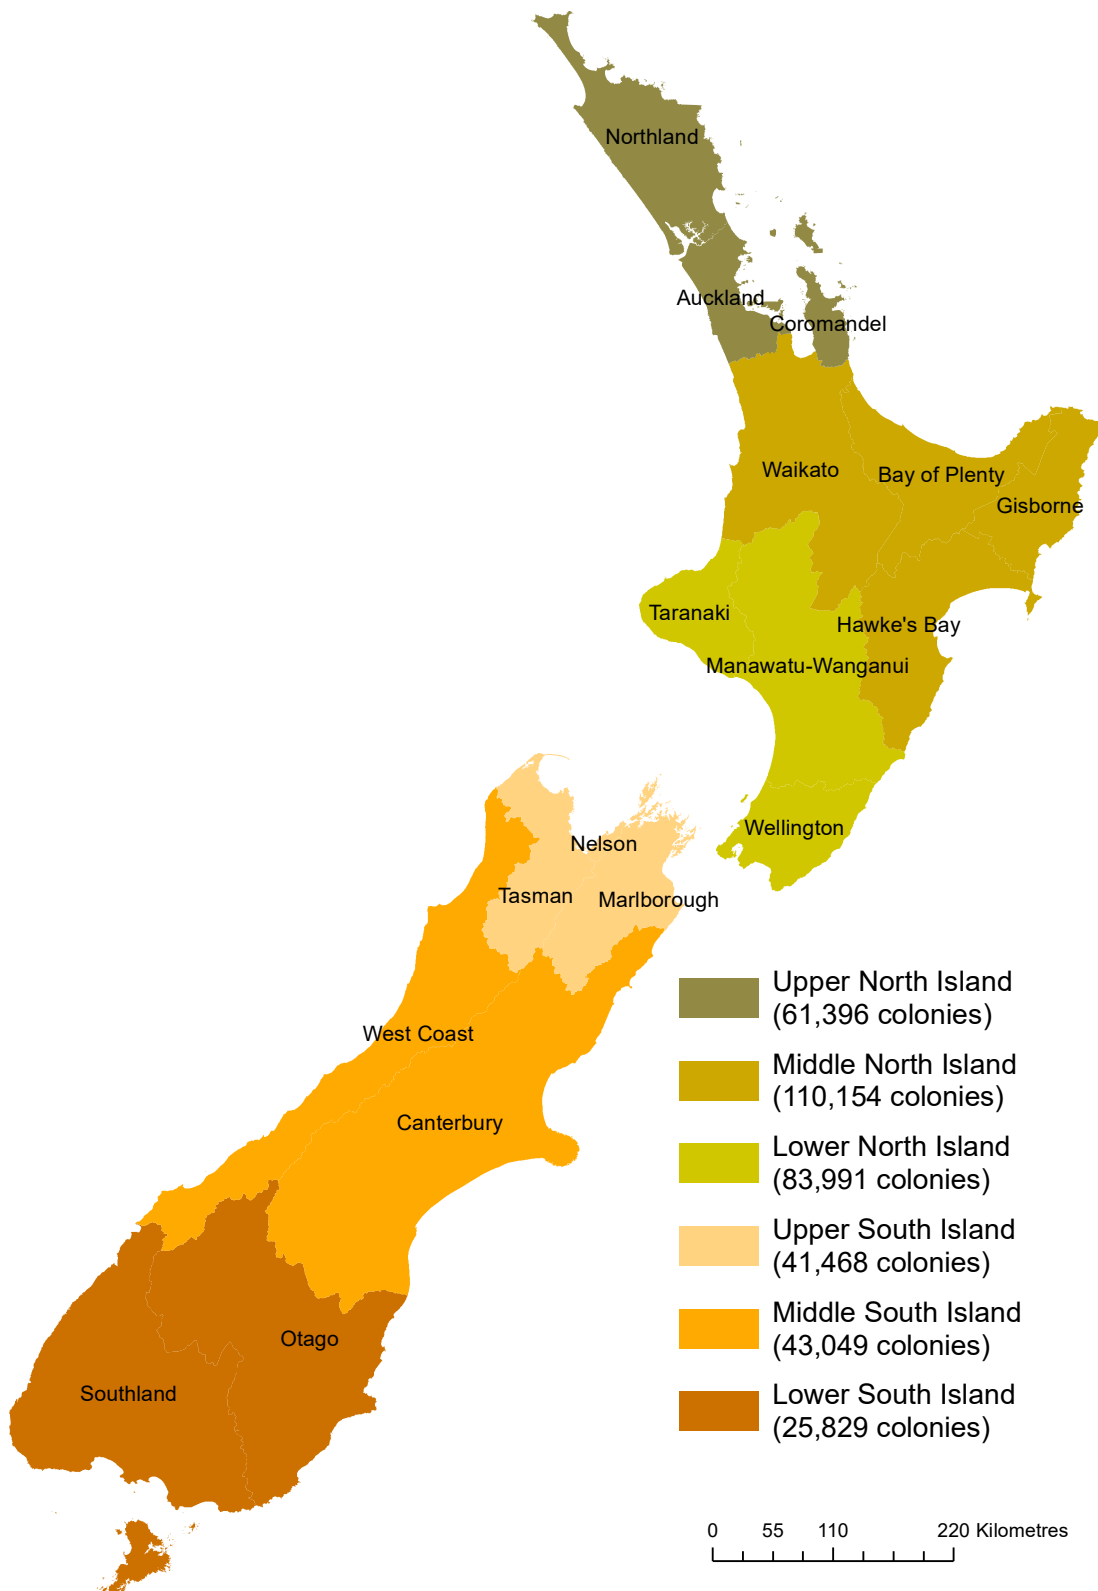 Northland
Auckland
Coromandel
Waikato
Bay of Plenty
Gisborne
Taranaki
Hawke's Bay
Manawatu-Wanganui
Wellington
Nelson
Tasman
Marlborough
West Coast
Canterbury
Otago
Southland
Upper North Island
(61,396 colonies)
Middle North Island
(110,154 colonies)
Lower North Island
(83,991 colonies)
Upper South Island
(41,468 colonies)
Middle South Island
(43,049 colonies)
Lower South Island
(25,829 colonies)
0 55 110 220 Kilometres